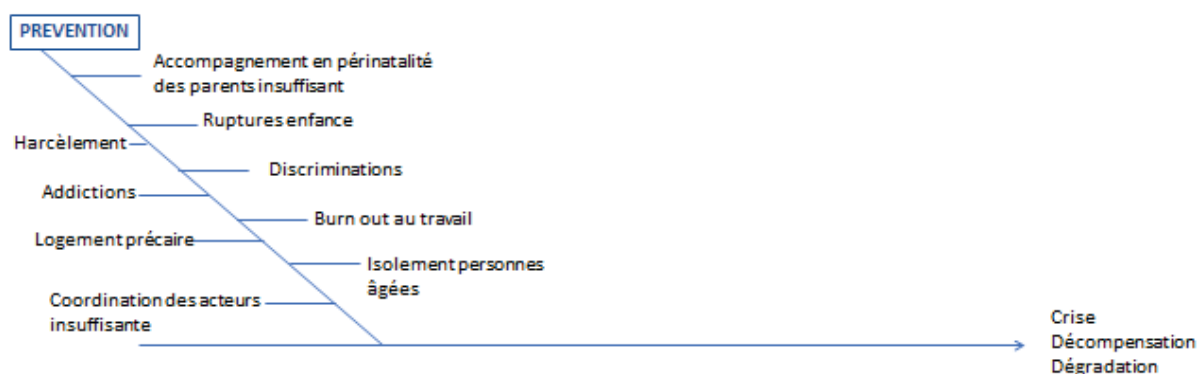 PREVENTION
Accompagnement en périnatalité
des parents insuffisant
Ruptures enfance
Harcèlement
Discriminations
Addictions
Burn out au travail
Logement précaire
Isolement personnes
âgées
Coordination des acteurs
insuffisante
Crise
Décompensation
Dégradation